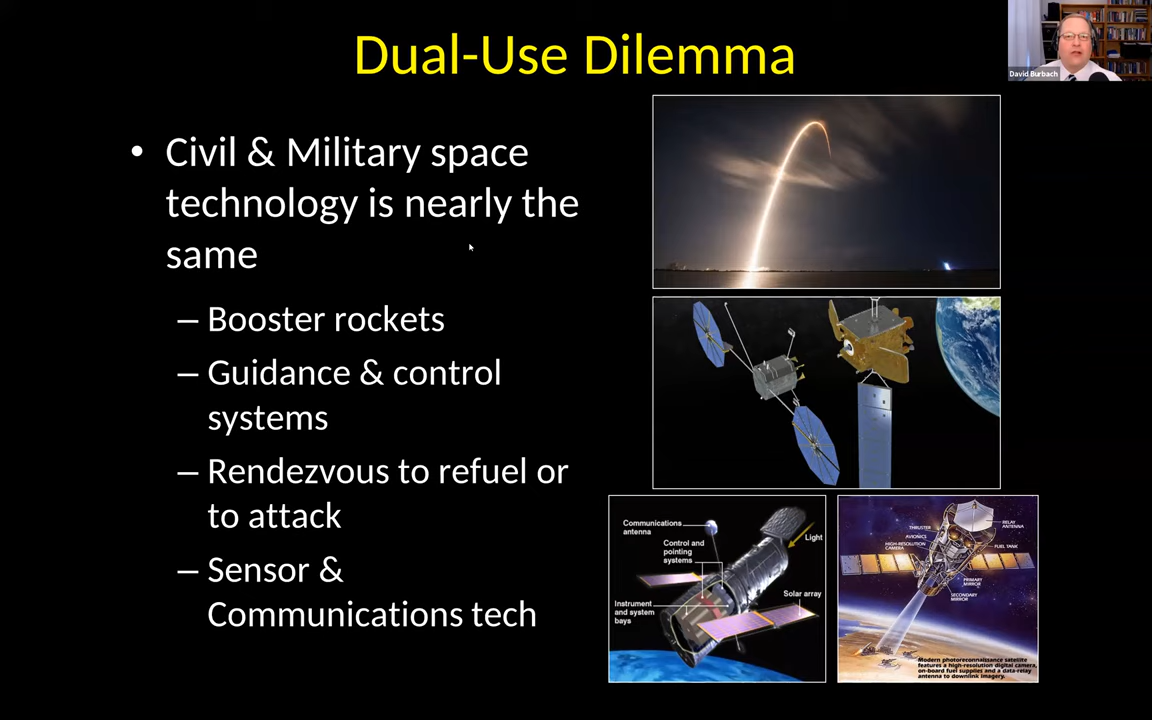 Dual-Use Dilemma
David Burbach
• Civil & Military space
technology is nearly the
same
– Booster rockets
– Guidance & control
systems
– Rendezvous to refuel or
to attack
– Sensor &
Communications tech
Communications
antenna
Light
Control and
pointing
systems
Solar array
Instrument
and system
bays
RELAY
ANTENNA
THRUSTER
AVIONICS
HIGH-RESOLUTION
CAMERA
FUEL TANK
PRIMARY
MIRROR
SECONDARY
MIRROR
Modern photoreconnaissance satellite
features a high-resolution digital camera,
on-board fuel supplies and a data-relay
antenna to downlink imagery.